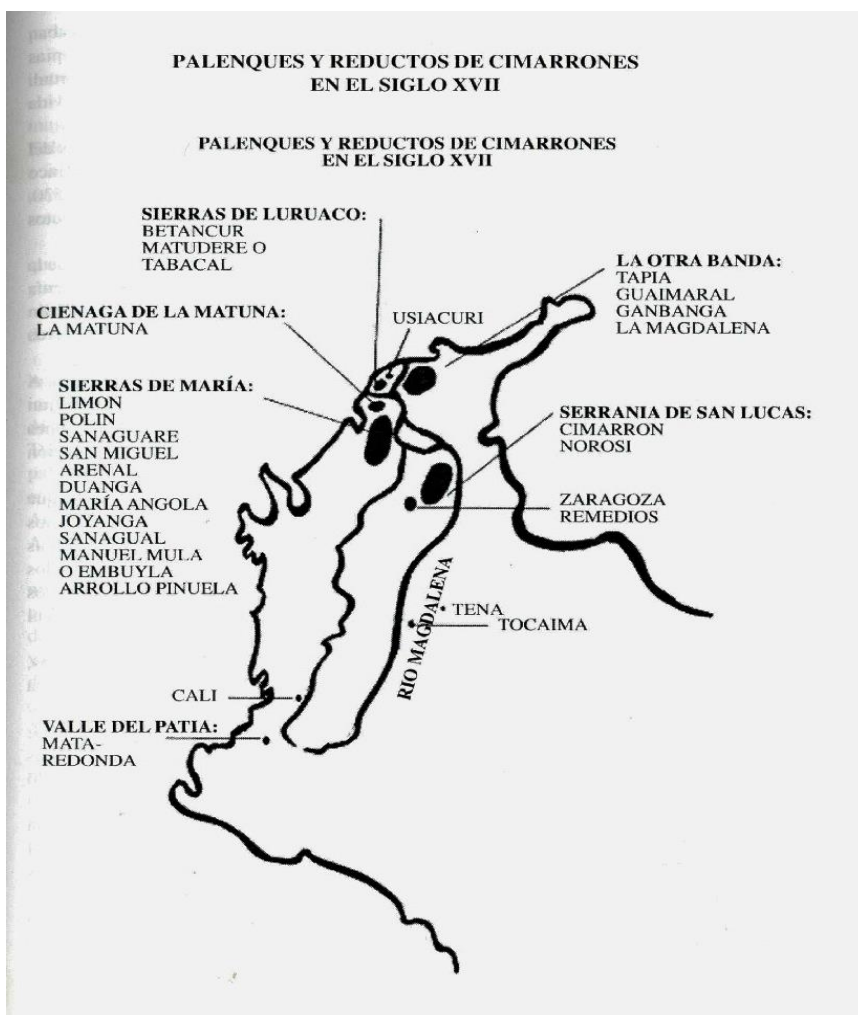 PALENQUES Y REDUCTOS DE CIMARRONES
EN EL SIGLO XVII
PALENQUES Y REDUCTOS DE CIMARRONES
EN EL SIGLO XVII
SIERRAS DE LURUACO:
BETANCUR
MATUDERE O
TABACAL
LA OTRA BANDA:
TAPIA
GUAIMARAL
GANBANGA
LA MAGDALENA
CIENAGA DE LA MATUNA:
LA MATUNA
USIACURI
SIERRAS DE MARÍA:
LIMON
POLIN
SANAGUARE
SAN MIGUEL
ARENAL
DUANGA
MARÍA ANGOLA
JOYANGA
SANAGUAL
MANUEL MULA
O EMBUYLA
ARROLLO PINUELA
SERRANIA DE SAN LUCAS:
CIMARRON
NOROSI
ZARAGOZA
REMEDIOS
RIO MAGDALENA
TENA
TOCAIMA
CALI
VALLE DEL PATIA:
MATA-
REDONDA